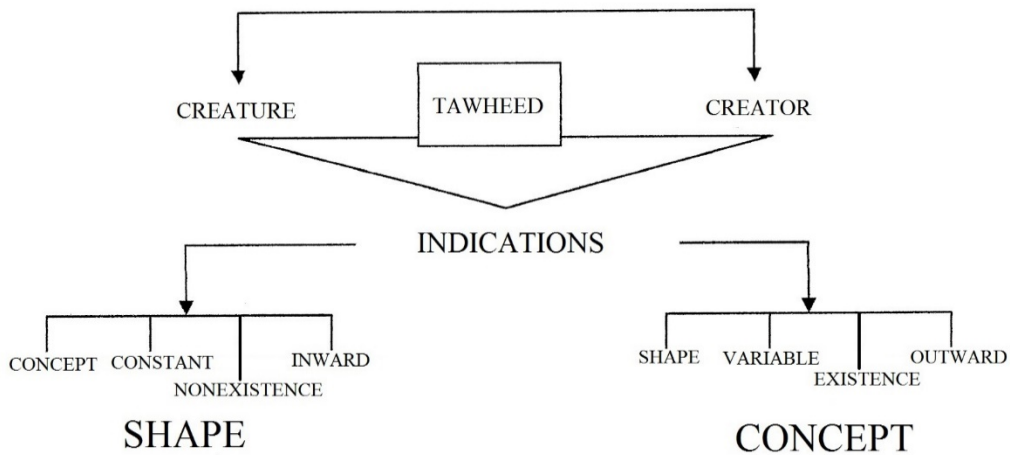 CREATURE
TAWHEED
CREATOR
INDICATIONS
CONCEPT CONSTANT INWARD
NONEXISTENCE
SHAPE
SHAPE VARIABLE OUTWARD
EXISTENCE
CONCEPT